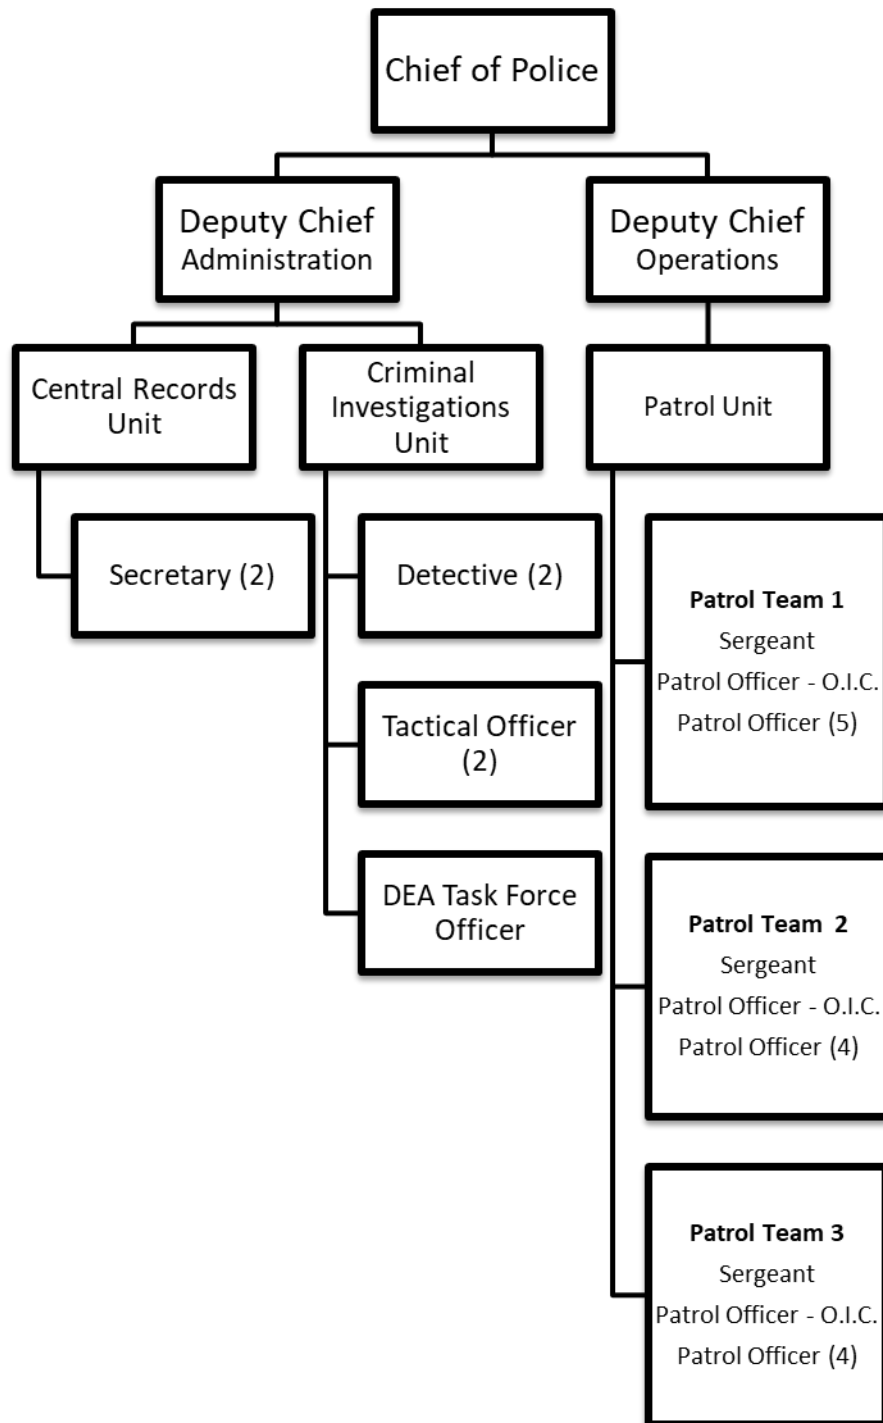 Chief of Police
Deputy Chief
Administration
Deputy Chief
Operations
Central Records
Unit
Criminal
Investigations
Unit
Patrol Unit
Secretary (2)
Detective (2)
Tactical Officer
(2)
DEA Task Force
Officer
Patrol Team 1
Sergeant
Patrol Officer - O.I.C.
Patrol Officer (5)
Patrol Team  2
Sergeant
Patrol Officer - O.I.C.
Patrol Officer (4)
Patrol Team 3
Sergeant
Patrol Officer - O.I.C.
Patrol Officer (4)